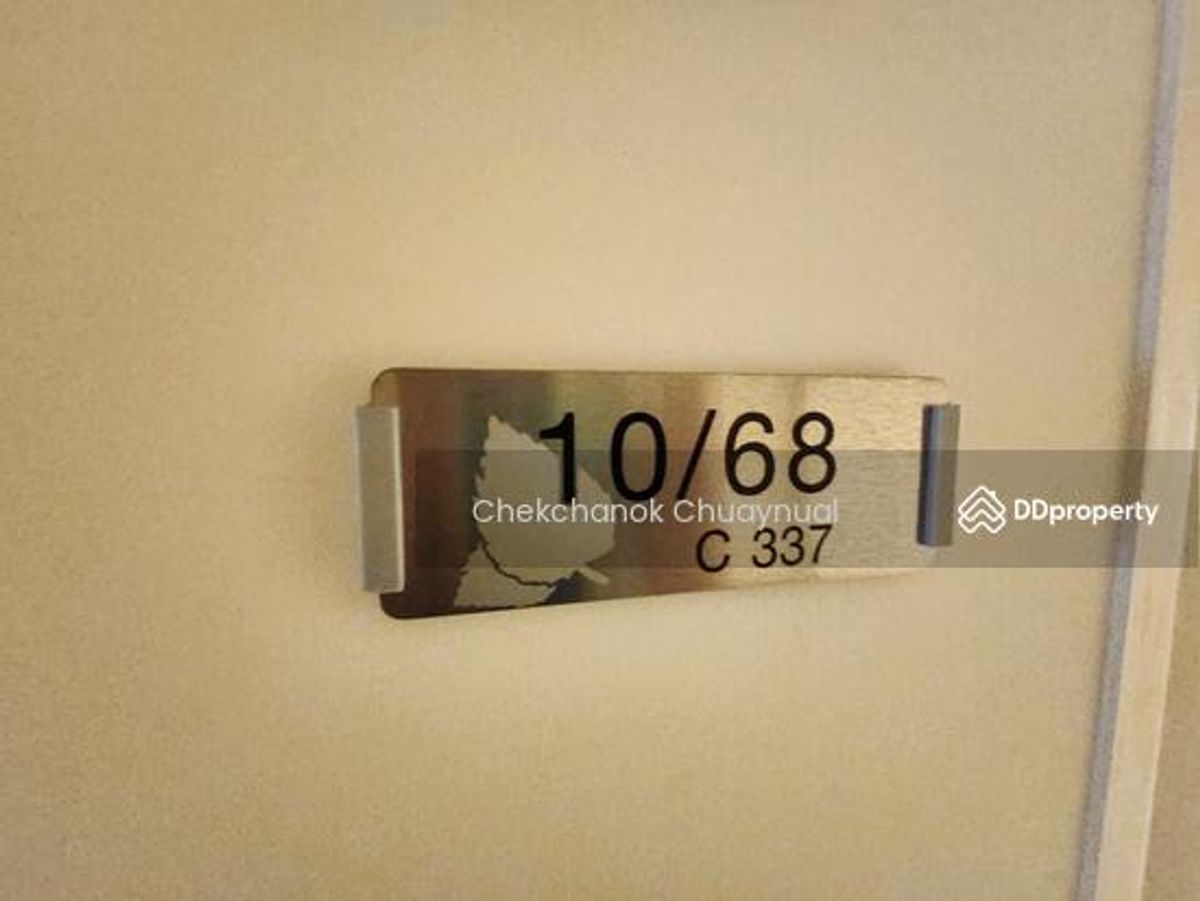 10/68
Chekchanok Chuaynual
DDproperty
C 337